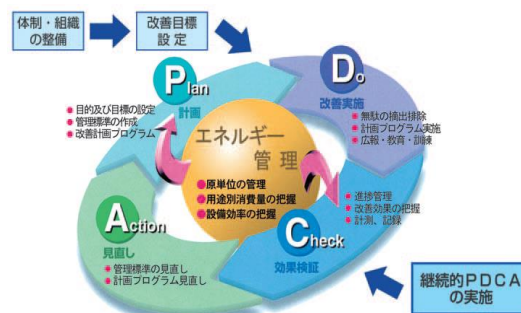 体制・組織
の整備
改善目標
設 定
Plan
計画
● 目的及び目標の設定
● 管理標準の作成
● 改善計画プログラム
Do
改善実施
● 無駄の摘出排除
● 計画プログラム実施
● 広報・教育・訓練
エネルギー
管理
● 原単位の管理
● 用途別消費量の把握
● 設備効率の把握
● 進捗管理
● 改善効果の把握
● 計測、記録
Check
効果検証
Action
見直し
● 管理標準の見直し
● 計画プログラム見直し
継続的PDCA
の実施